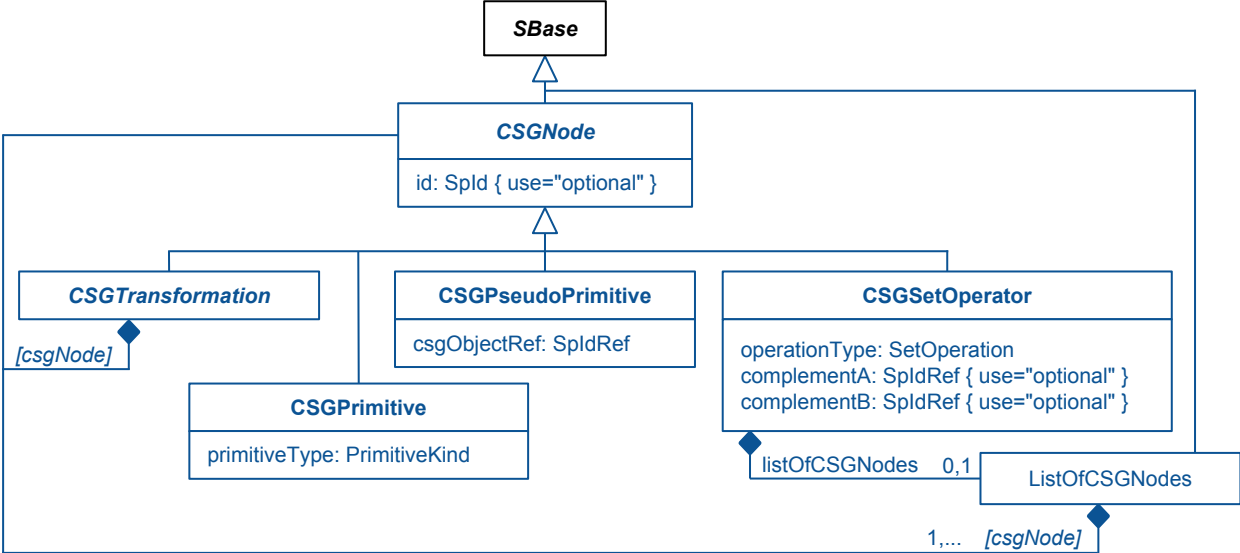 SBase
CSGNode
id: SpId { use="optional" }
CSGTransformation
[csgNode]
CSGPrimitive
primitiveType: PrimitiveKind
CSGPseudoPrimitive
csgObjectRef: SpIdRef
CSGSetOperator
operationType: SetOperation
complementA: SpIdRef { use="optional" }
complementB: SpIdRef { use="optional" }
listOfCSGNodes 0,1
ListOfCSGNodes
1,... [csgNode]